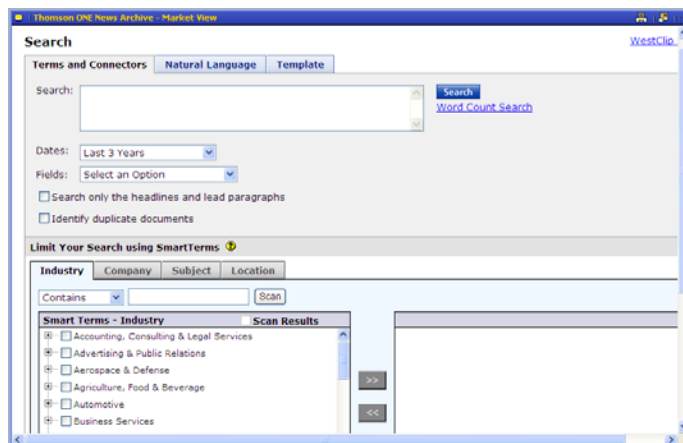 Thomson ONE News Archive - Market View
Search
WestClip
Terms and Connectors Natural Language Template
Search:
Search
Word Count Search
Dates: Last 3 Years
Fields: Select an Option
Search only the headlines and lead paragraphs
Identify duplicate documents
Limit Your Search using SmartTerms
Industry Company Subject Location
Contains Scan
Smart Terms - Industry Scan Results
Accounting, Consulting & Legal Services
Advertising & Public Relations
Aerospace & Defense
Agriculture, Food & Beverage
Automotive
Business Services
>>
<<